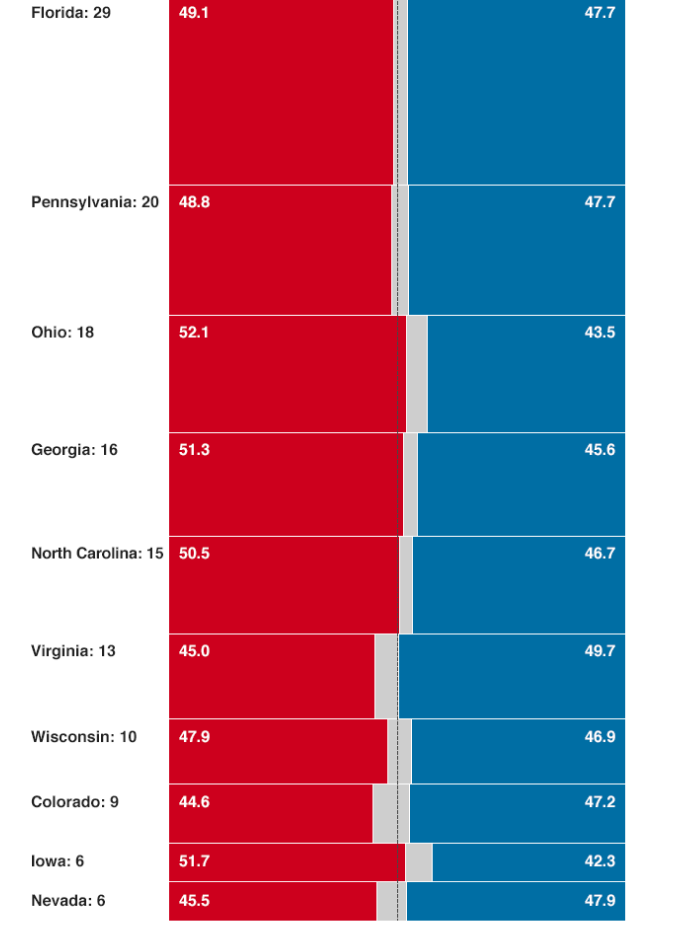 Florida: 29 49.1 47.7
Pennsylvania: 20 48.8 47.7
Ohio: 18 52.1 43.5
Georgia: 16 51.3 45.6
North Carolina: 15 50.5 46.7
Virginia: 13 45.0 49.7
Wisconsin: 10 47.9 46.9
Colorado: 9 44.6 47.2
Iowa: 6 51.7 42.3
Nevada: 6 45.5 47.9